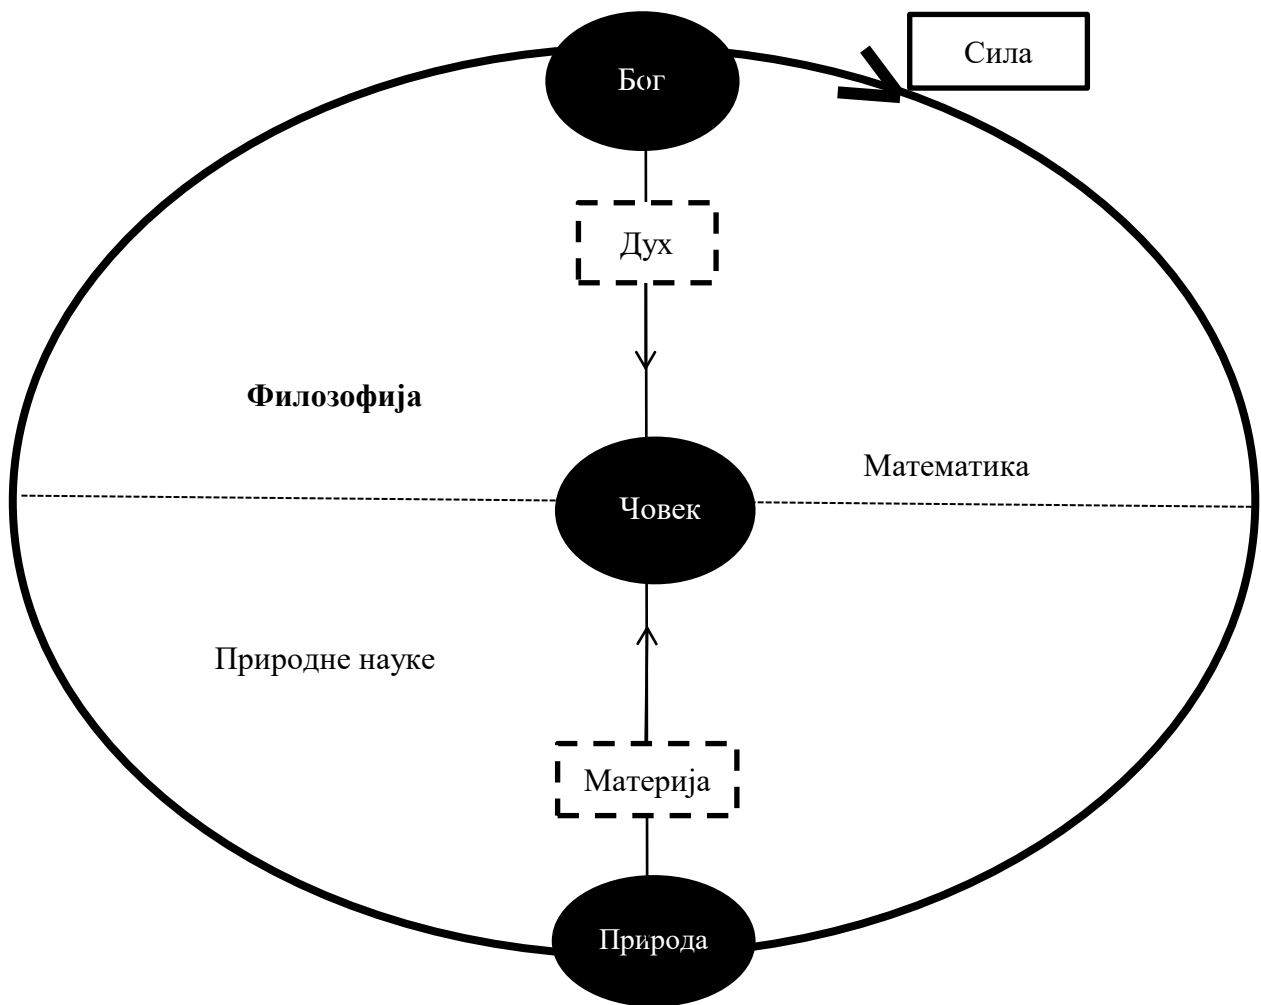 Сила
Бог
Дух
Филозофија
Математика
Човек
Природне науке
Материја
Природа